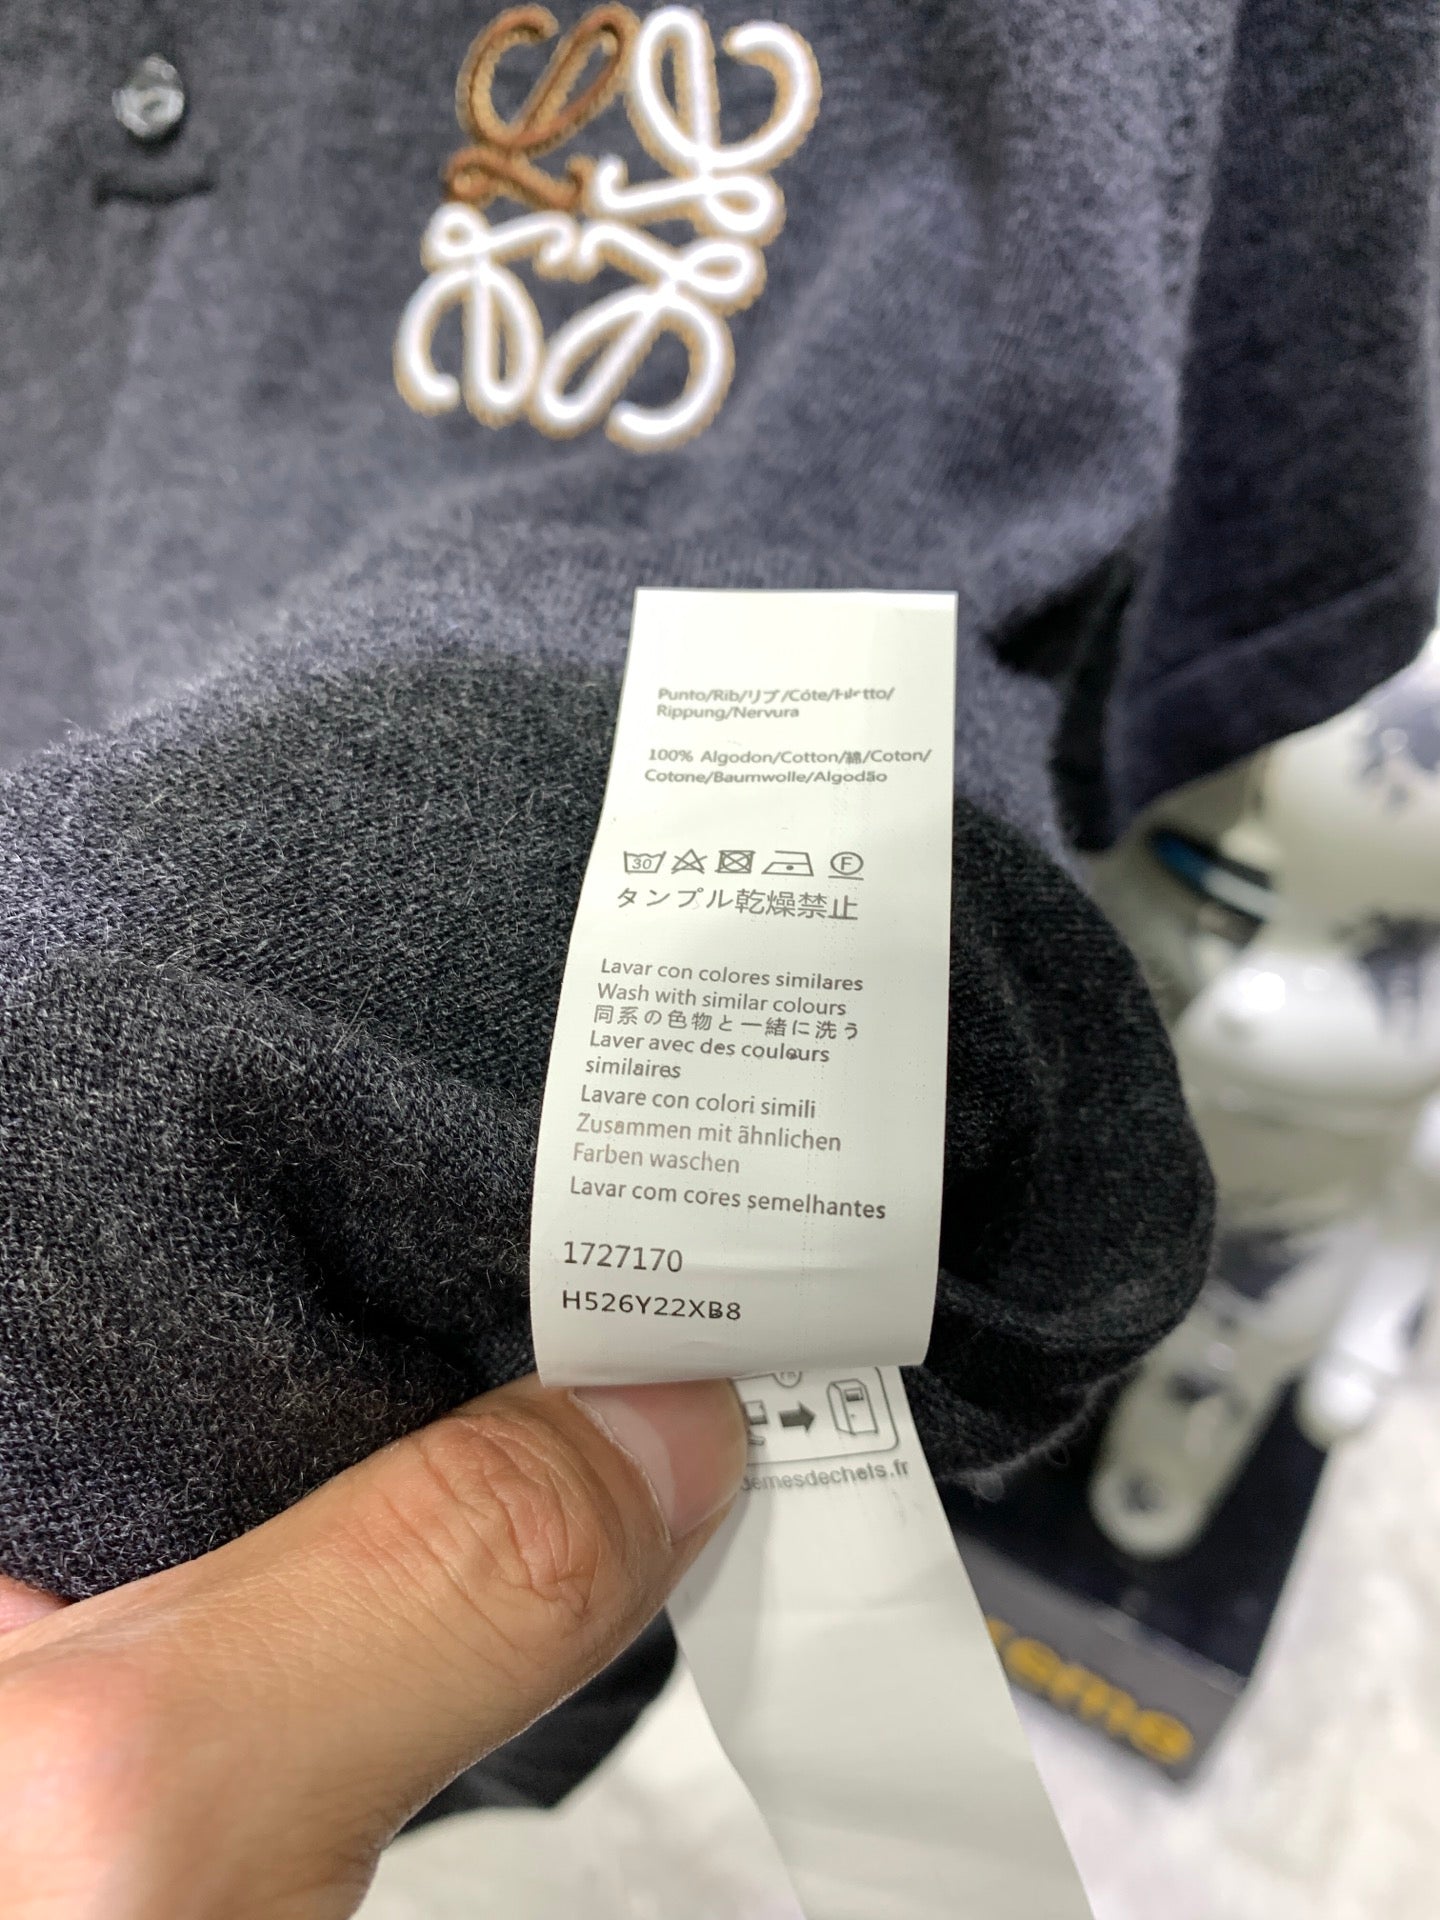 Punto/Rib/リブ/Côte/
Rippung/Nervura
100% Algodon/Cotton/綿/Coton/
Cotone/Baumwolle/Algodão
30 F
タンプル乾燥禁止
Lavar con colores similares
Wash with similar colours
同系の色物と一緒に洗う
Laver avec des couleurs
similaires
Lavare con colori simili
Zusammen mit ãhnlichen
Farben waschen
Lavar com cores semelhantes
1727170
H526Y22XB8